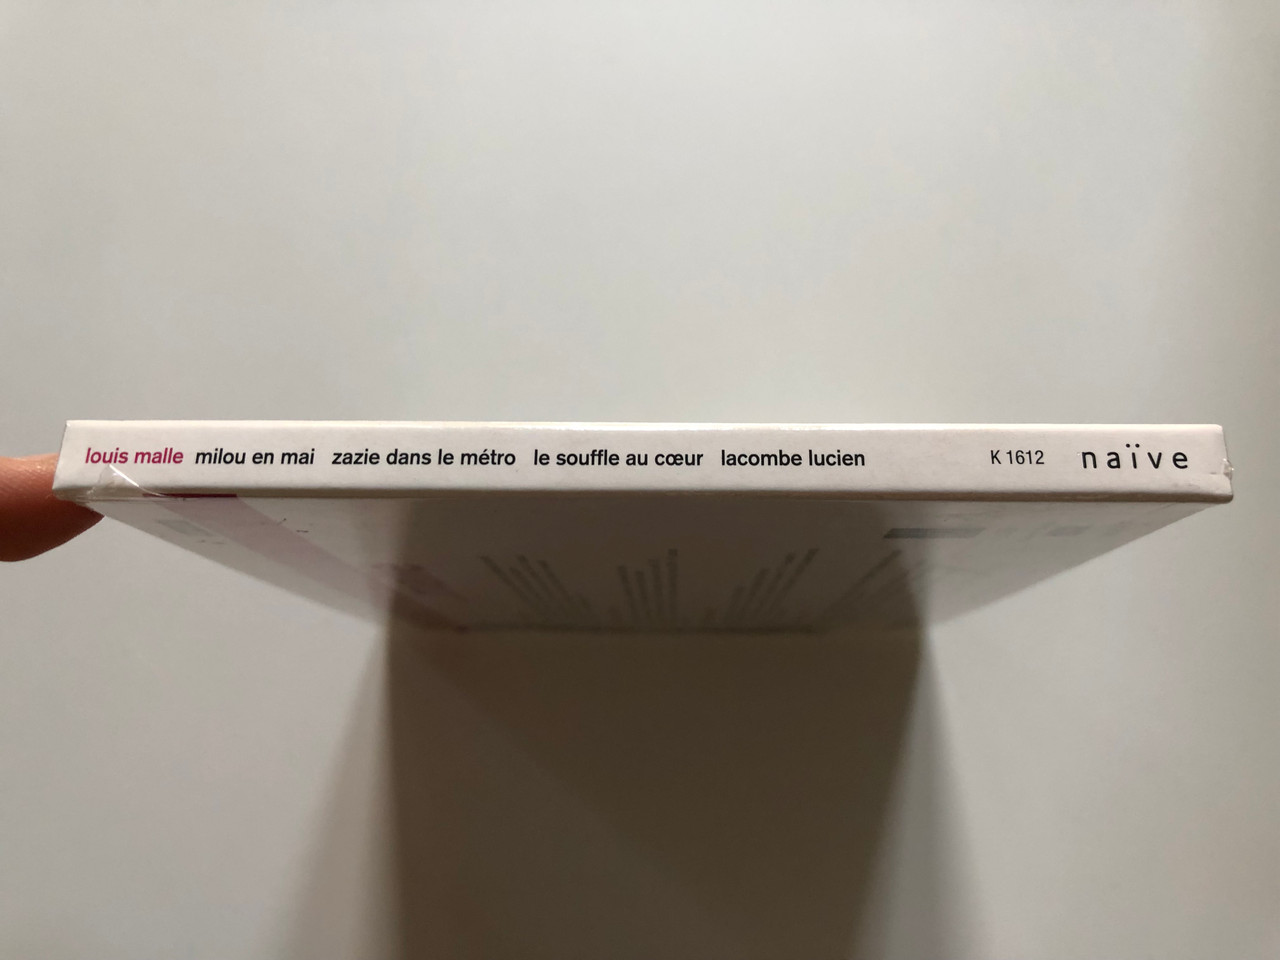 louis malle milou en mai zazie dans le métro le souffle au cœur lacombe lucien K 1612 naïve